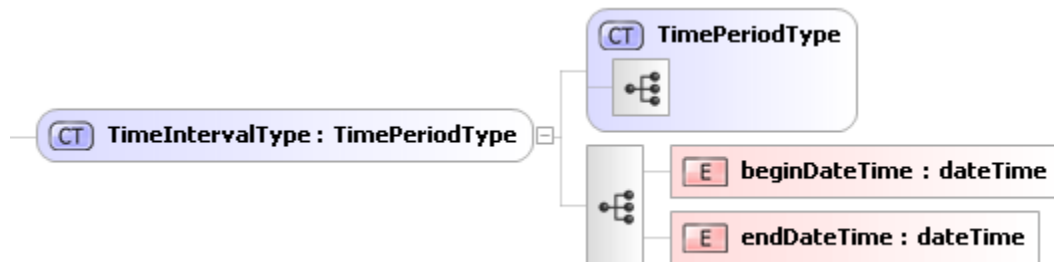 CT TimePeriodType
CT TimeIntervalType : TimePeriodType
E beginDateTime : dateTime
E endDateTime : dateTime